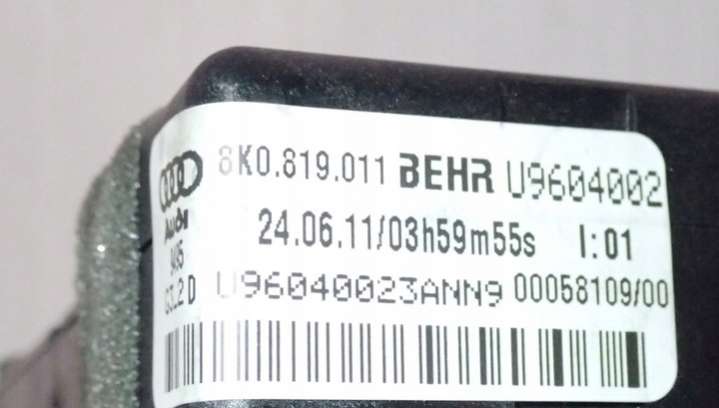 8K0.819.011 BEHR U9604002
Audi
24.06.11/03h59m55s I:01
U96040023ANN9 00058109/00